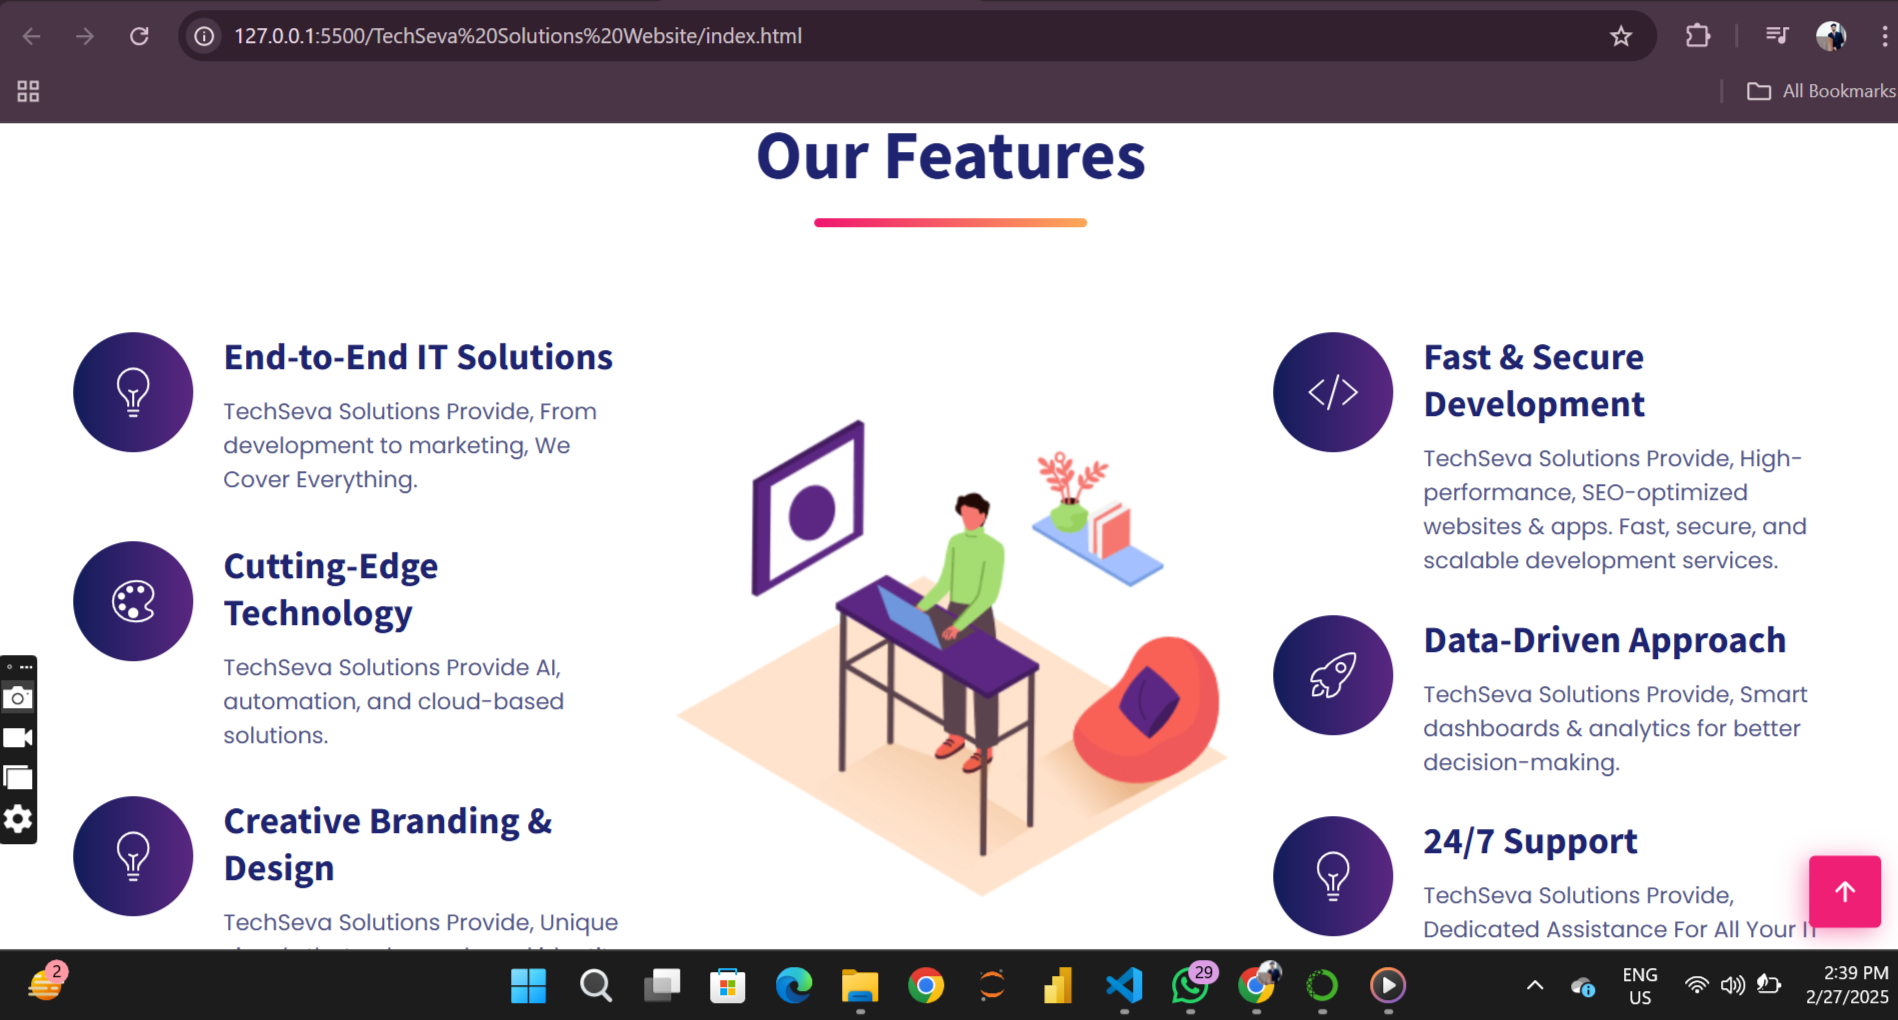 127.0.0.1:5500/TechSeva%20Solutions%20Website/index.html
All Bookmarks
Our Features
End-to-End IT Solutions
TechSeva Solutions Provide, From
development to marketing, We
Cover Everything.
Cutting-Edge
Technology
TechSeva Solutions Provide AI,
automation, and cloud-based
solutions.
Creative Branding &
Design
TechSeva Solutions Provide, Unique
Fast & Secure
Development
TechSeva Solutions Provide, High-
performance, SEO-optimized
websites & apps. Fast, secure, and
scalable development services.
Data-Driven Approach
TechSeva Solutions Provide, Smart
dashboards & analytics for better
decision-making.
24/7 Support
TechSeva Solutions Provide,
Dedicated Assistance For All Your IT
2
29
ENG
US
2:39 PM
2/27/2025